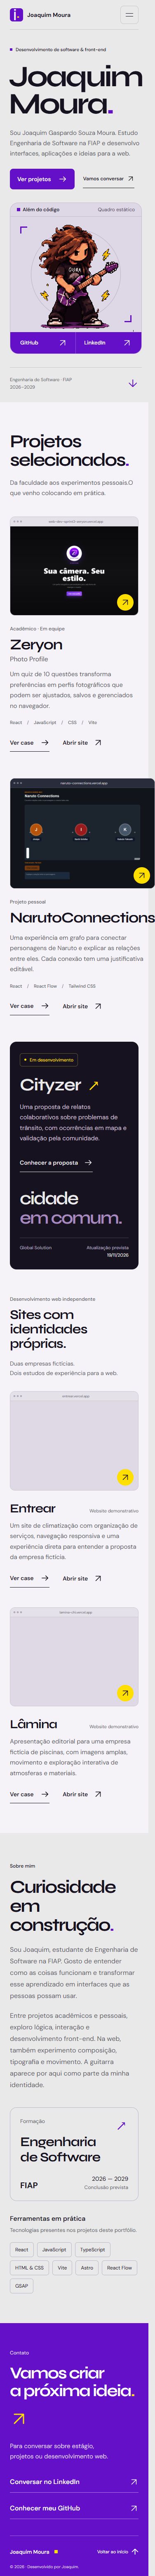 Joaquim Moura
Desenvolvimento de software & front-end
Joaquim
Moura.
Sou Joaquim Gaspardo Souza Moura. Estudo
Engenharia de Software na FIAP e desenvolvo
interfaces, aplicações e ideias para a web.
Ver projetos
Vamos conversar
Além do código
Quadro estático
GitHub
LinkedIn
Engenharia de Software · FIAP
2026–2029
Projetos
selecionados.
Da faculdade aos experimentos pessoais.O
que venho colocando em prática.
Sua câmera. Seu
estilo.
Acadêmico · Em equipe
Zeryon
Photo Profile
Um quiz de 10 questões transforma
preferências em perfis fotográficos que
podem ser ajustados, salvos e gerenciados
no navegador.
React / JavaScript / CSS / Vite
Ver case
Abrir site
naruto-connections.vercel.app
Naruto Connections
Projeto pessoal
NarutoConnections
Uma experiência em grafo para conectar
personagens de Naruto e explicar as relações
entre eles. Cada conexão tem uma justificativa
editável.
React / React Flow / Tailwind CSS
Ver case
Abrir site
Em desenvolvimento
Cityzer
Uma proposta de relatos
colaborativos sobre problemas de
trânsito, com ocorrências em mapa e
validação pela comunidade.
Conhecer a proposta
cidade
em comum.
Global Solution
Atualização prevista
19/11/2026
Desenvolvimento web independente
Sites com
identidades
próprias.
Duas empresas fictícias.
Dois estudos de experiência para a web.
Entrear
Website demonstrativo
Um site de climatização com organização de
serviços, navegação responsiva e uma
experiência direta para entender a proposta
da empresa fictícia.
Ver case
Abrir site
Lâmina
Website demonstrativo
Apresentação editorial para uma empresa
fictícia de piscinas, com imagens amplas,
movimento e exploração interativa de
atmosferas e materiais.
Ver case
Abrir site
Sobre mim
Curiosidade
em
construção.
Sou Joaquim, estudante de Engenharia de
Software na FIAP. Gosto de entender
como as coisas funcionam e transformar
esse aprendizado em interfaces que as
pessoas possam usar.
Entre projetos acadêmicos e pessoais,
exploro lógica, interação e
desenvolvimento front-end. Na web,
também experimento composição,
tipografia e movimento. A guitarra
aparece por aqui como parte da minha
identidade.
Formação
Engenharia
de Software
FIAP
2026 — 2029
Conclusão prevista
Ferramentas em prática
Tecnologias presentes nos projetos deste portfólio.
React
JavaScript
TypeScript
HTML & CSS
Vite
Astro
React Flow
GSAP
Contato
Vamos criar
a próxima ideia.
Para conversar sobre estágio,
projetos ou desenvolvimento web.
Conversar no LinkedIn
Conhecer meu GitHub
Joaquim Moura
Voltar ao início
© 2026 · Desenvolvido por Joaquim